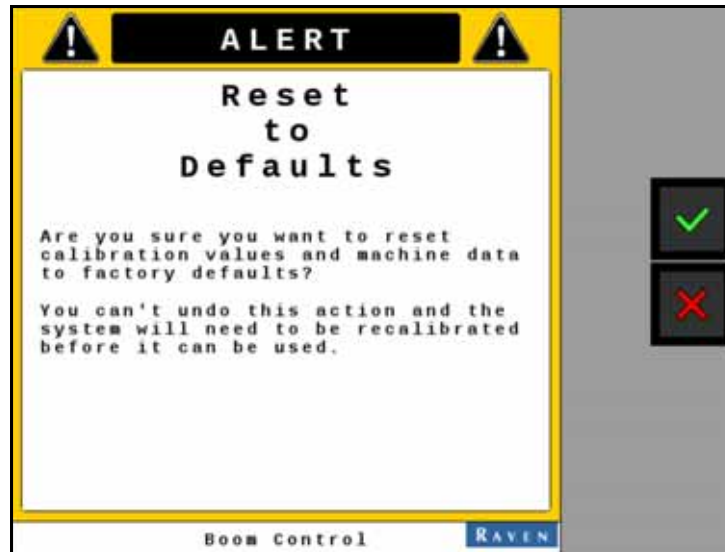 ALERT
Reset
to
Defaults
Are you sure you want to reset
calibration values and machine data
to factory defaults?
You can't undo this action and the
system will need to be recalibrated
before it can be used.
Boom Control
RAVEN